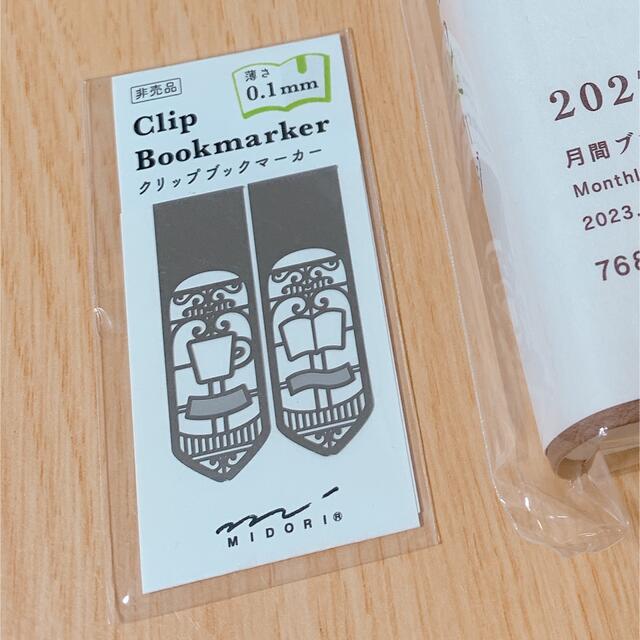 非売品
薄さ
0.1mm
Clip
Bookmarker
クリップブックマーカー
MIDORI®
202
月間ブ
Monthl
2023.
768